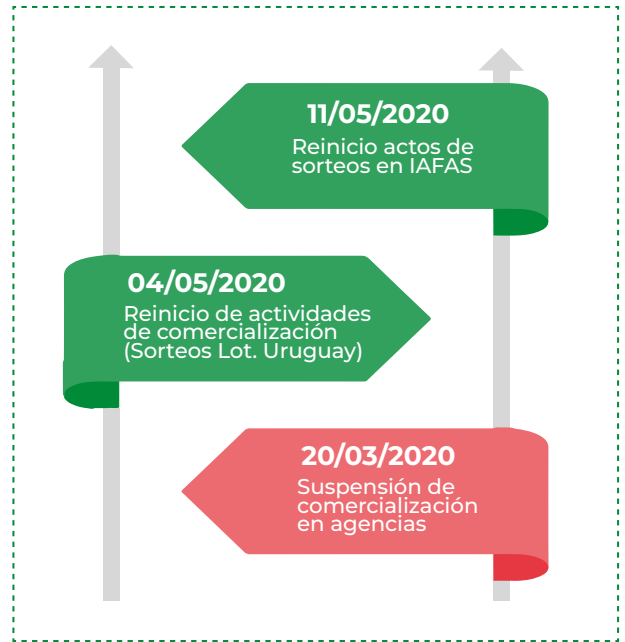 11/05/2020
Reinicio actos de
sorteos en IAFAS
04/05/2020
Reinicio de actividades
de comercialización
(Sorteos Lot. Uruguay)
20/03/2020
Suspensión de
comercialización
en agencias